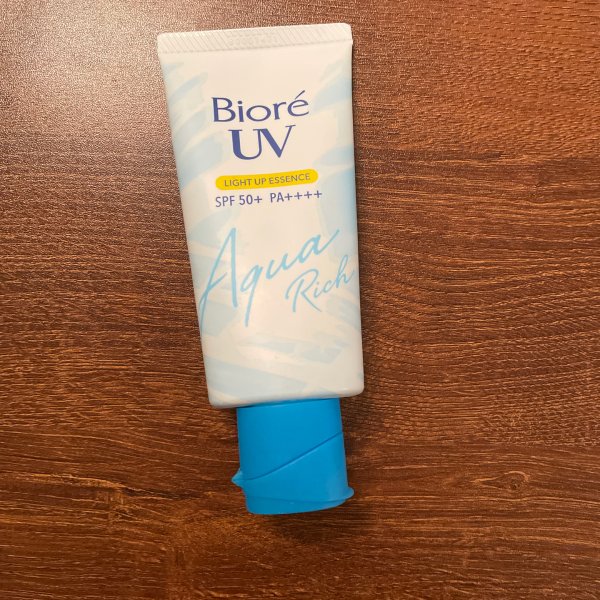 Bioré
UV
LIGHT UP ESSENCE
SPF 50+ PA++++
Aqua
Rich